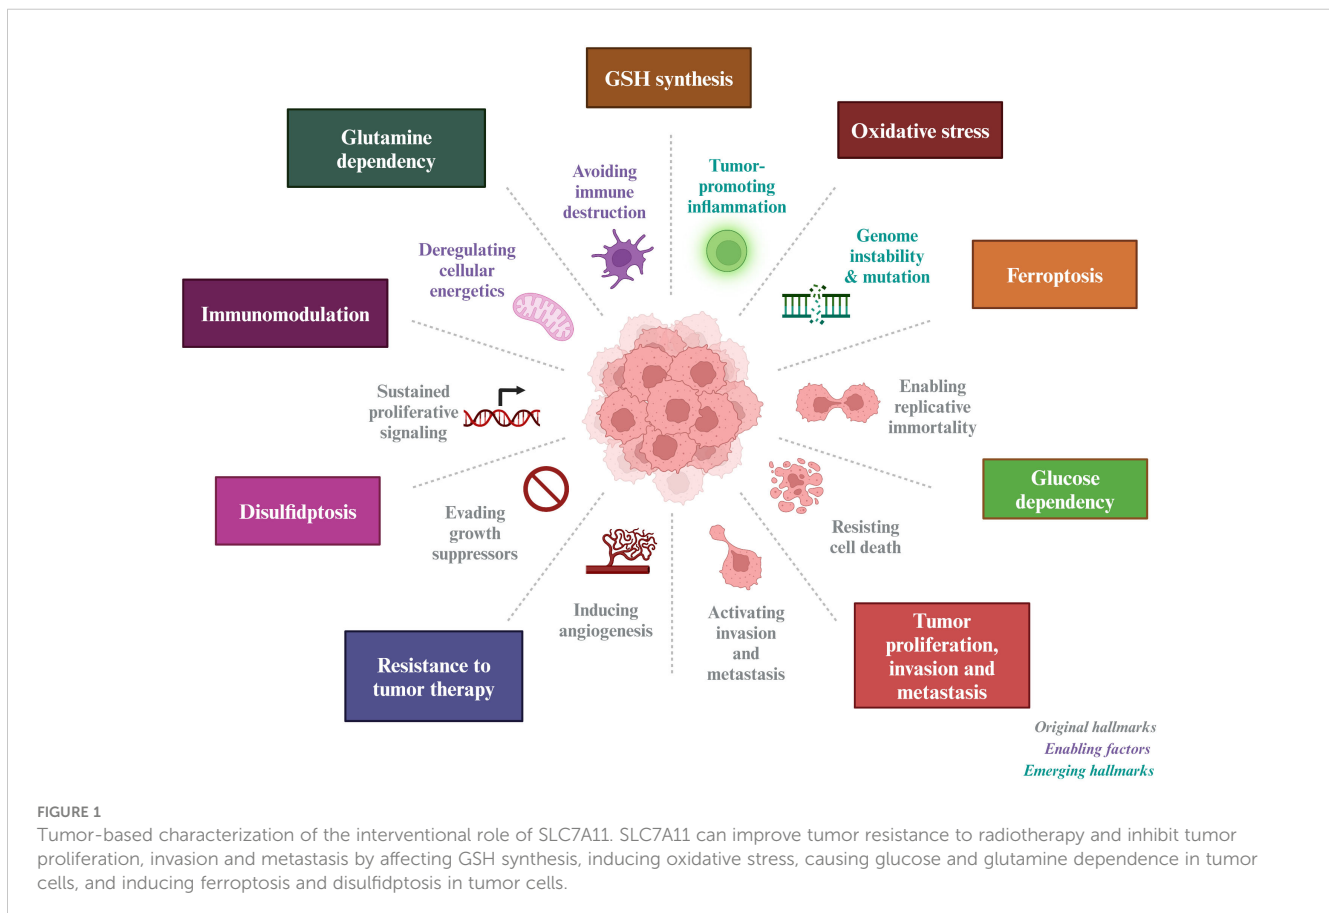 GSH synthesis
Glutamine
dependency
Oxidative stress
Avoiding
immune
destruction
Tumor-
promoting
inflammation
Deregulating
cellular
energetics
Genome
instability
& mutation
Ferroptosis
Immunomodulation
Sustained
proliferative
signaling
Enabling
replicative
immortality
Disulfidptosis
Evading
growth
suppressors
Resisting
cell death
Glucose
dependency
Inducing
angiogenesis
Activating
invasion
and
metastasis
Resistance to
tumor therapy
Tumor
proliferation,
invasion and
metastasis
Original hallmarks
Enabling factors
Emerging hallmarks
FIGURE 1
Tumor-based characterization of the interventional role of SLC7A11. SLC7A11 can improve tumor resistance to radiotherapy and inhibit tumor
proliferation, invasion and metastasis by affecting GSH synthesis, inducing oxidative stress, causing glucose and glutamine dependence in tumor
cells, and inducing ferroptosis and disulfidptosis in tumor cells.